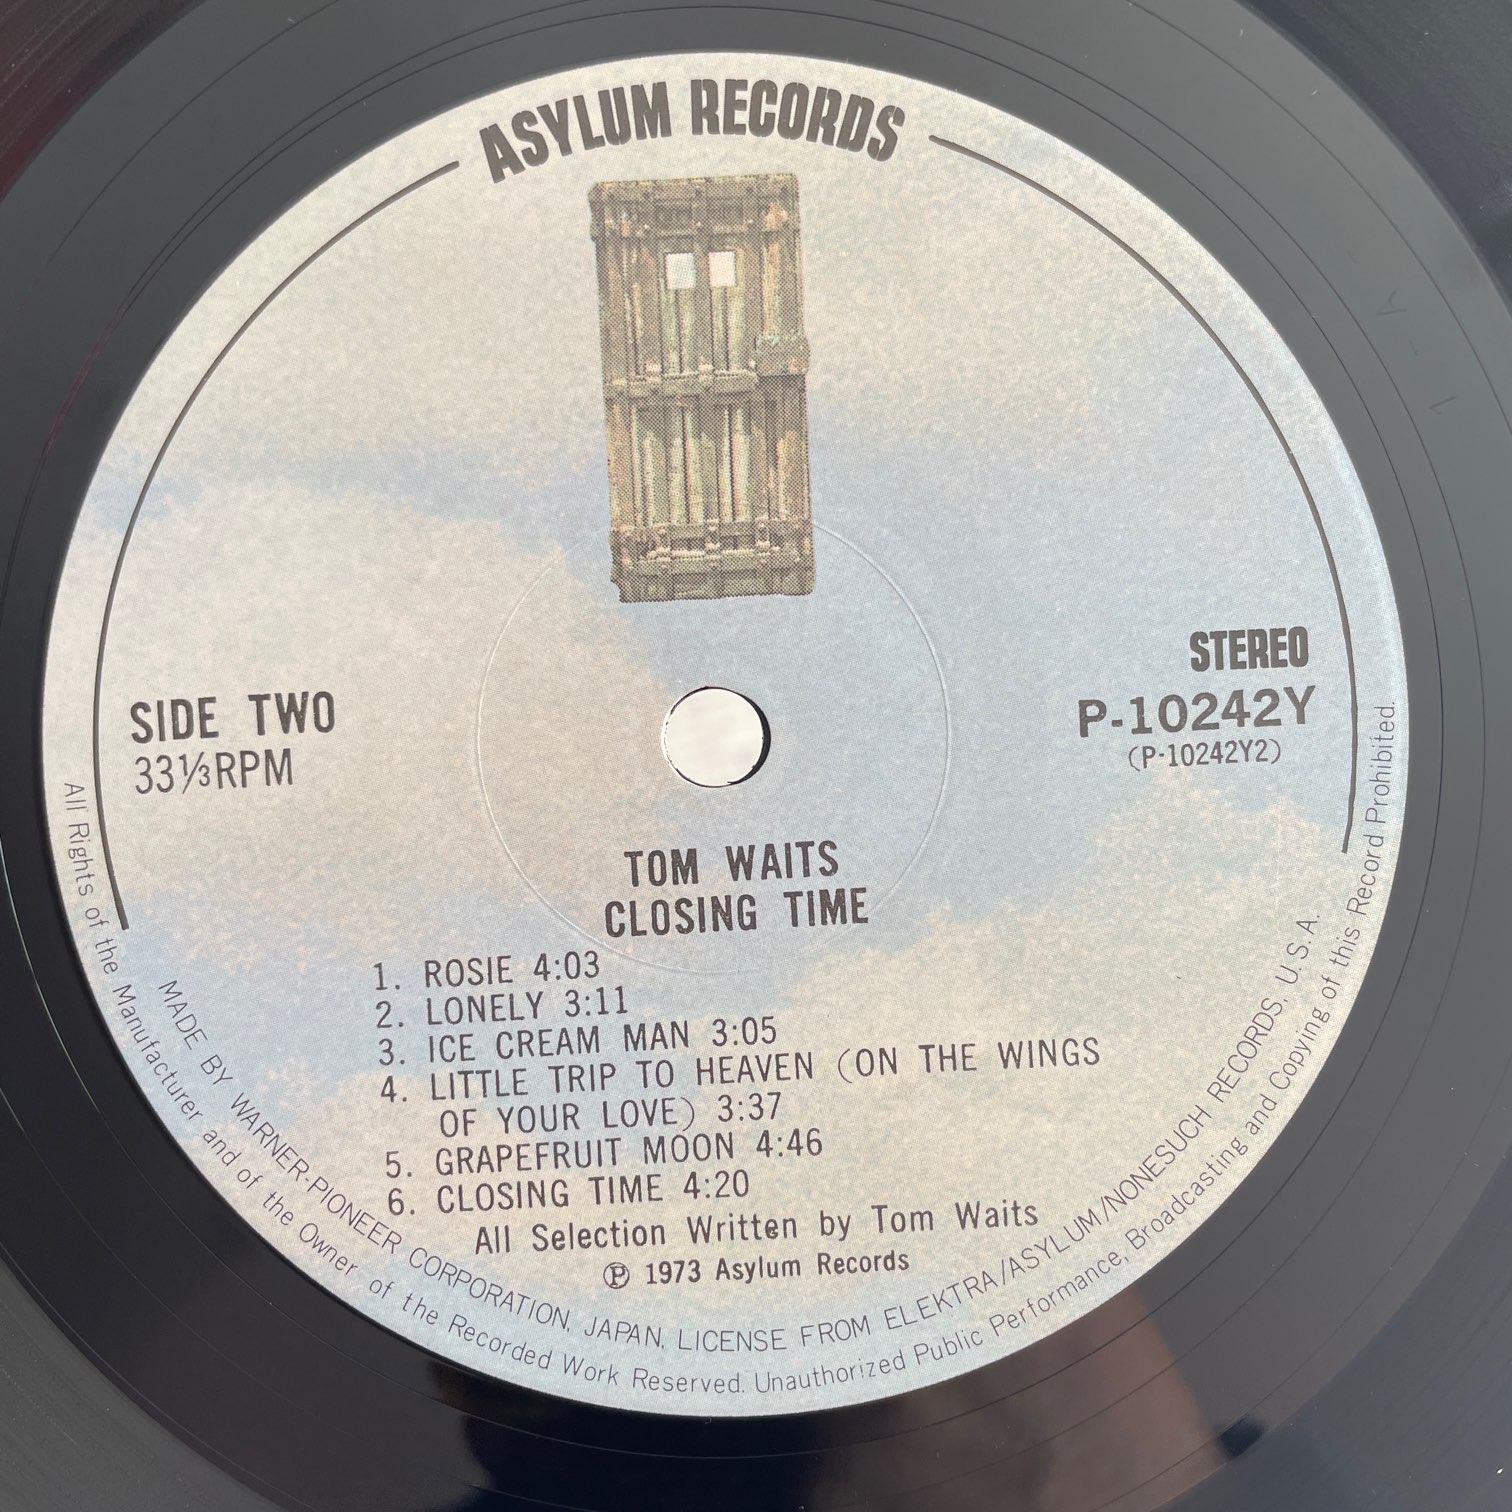 ASYLUM RECORDS
STEREO
SIDE TWO
P-10242Y
33⅓RPM
(P-10242Y2)
TOM WAITS
CLOSING TIME
1. ROSIE 4:03
2. LONELY 3:11
3. ICE CREAM MAN 3:05
4. LITTLE TRIP TO HEAVEN (ON THE WINGS
OF YOUR LOVE) 3:37
5. GRAPEFRUIT MOON 4:46
6. CLOSING TIME 4:20
All Selection Written by Tom Waits
℗ 1973 Asylum Records
MADE BY WARNER-PIONEER CORPORATION, JAPAN, LICENSE FROM ELEKTRA/ASYLUM/NONESUCH RECORDS, U.S.A.
All Rights of the Manufacturer and of the Owner of the Recorded Work Reserved. Unauthorized Public Performance, Broadcasting and Copying of this Record Prohibited.